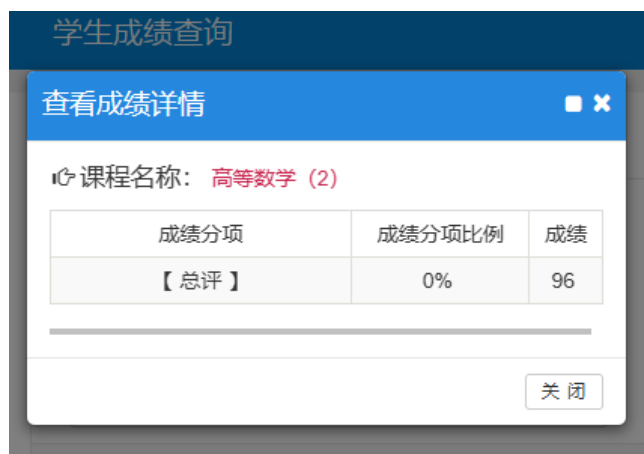 学生成绩查询
查看成绩详情
课程名称： 高等数学（2）
成绩分项 成绩分项比例 成绩
【 总评 】 0% 96
关 闭